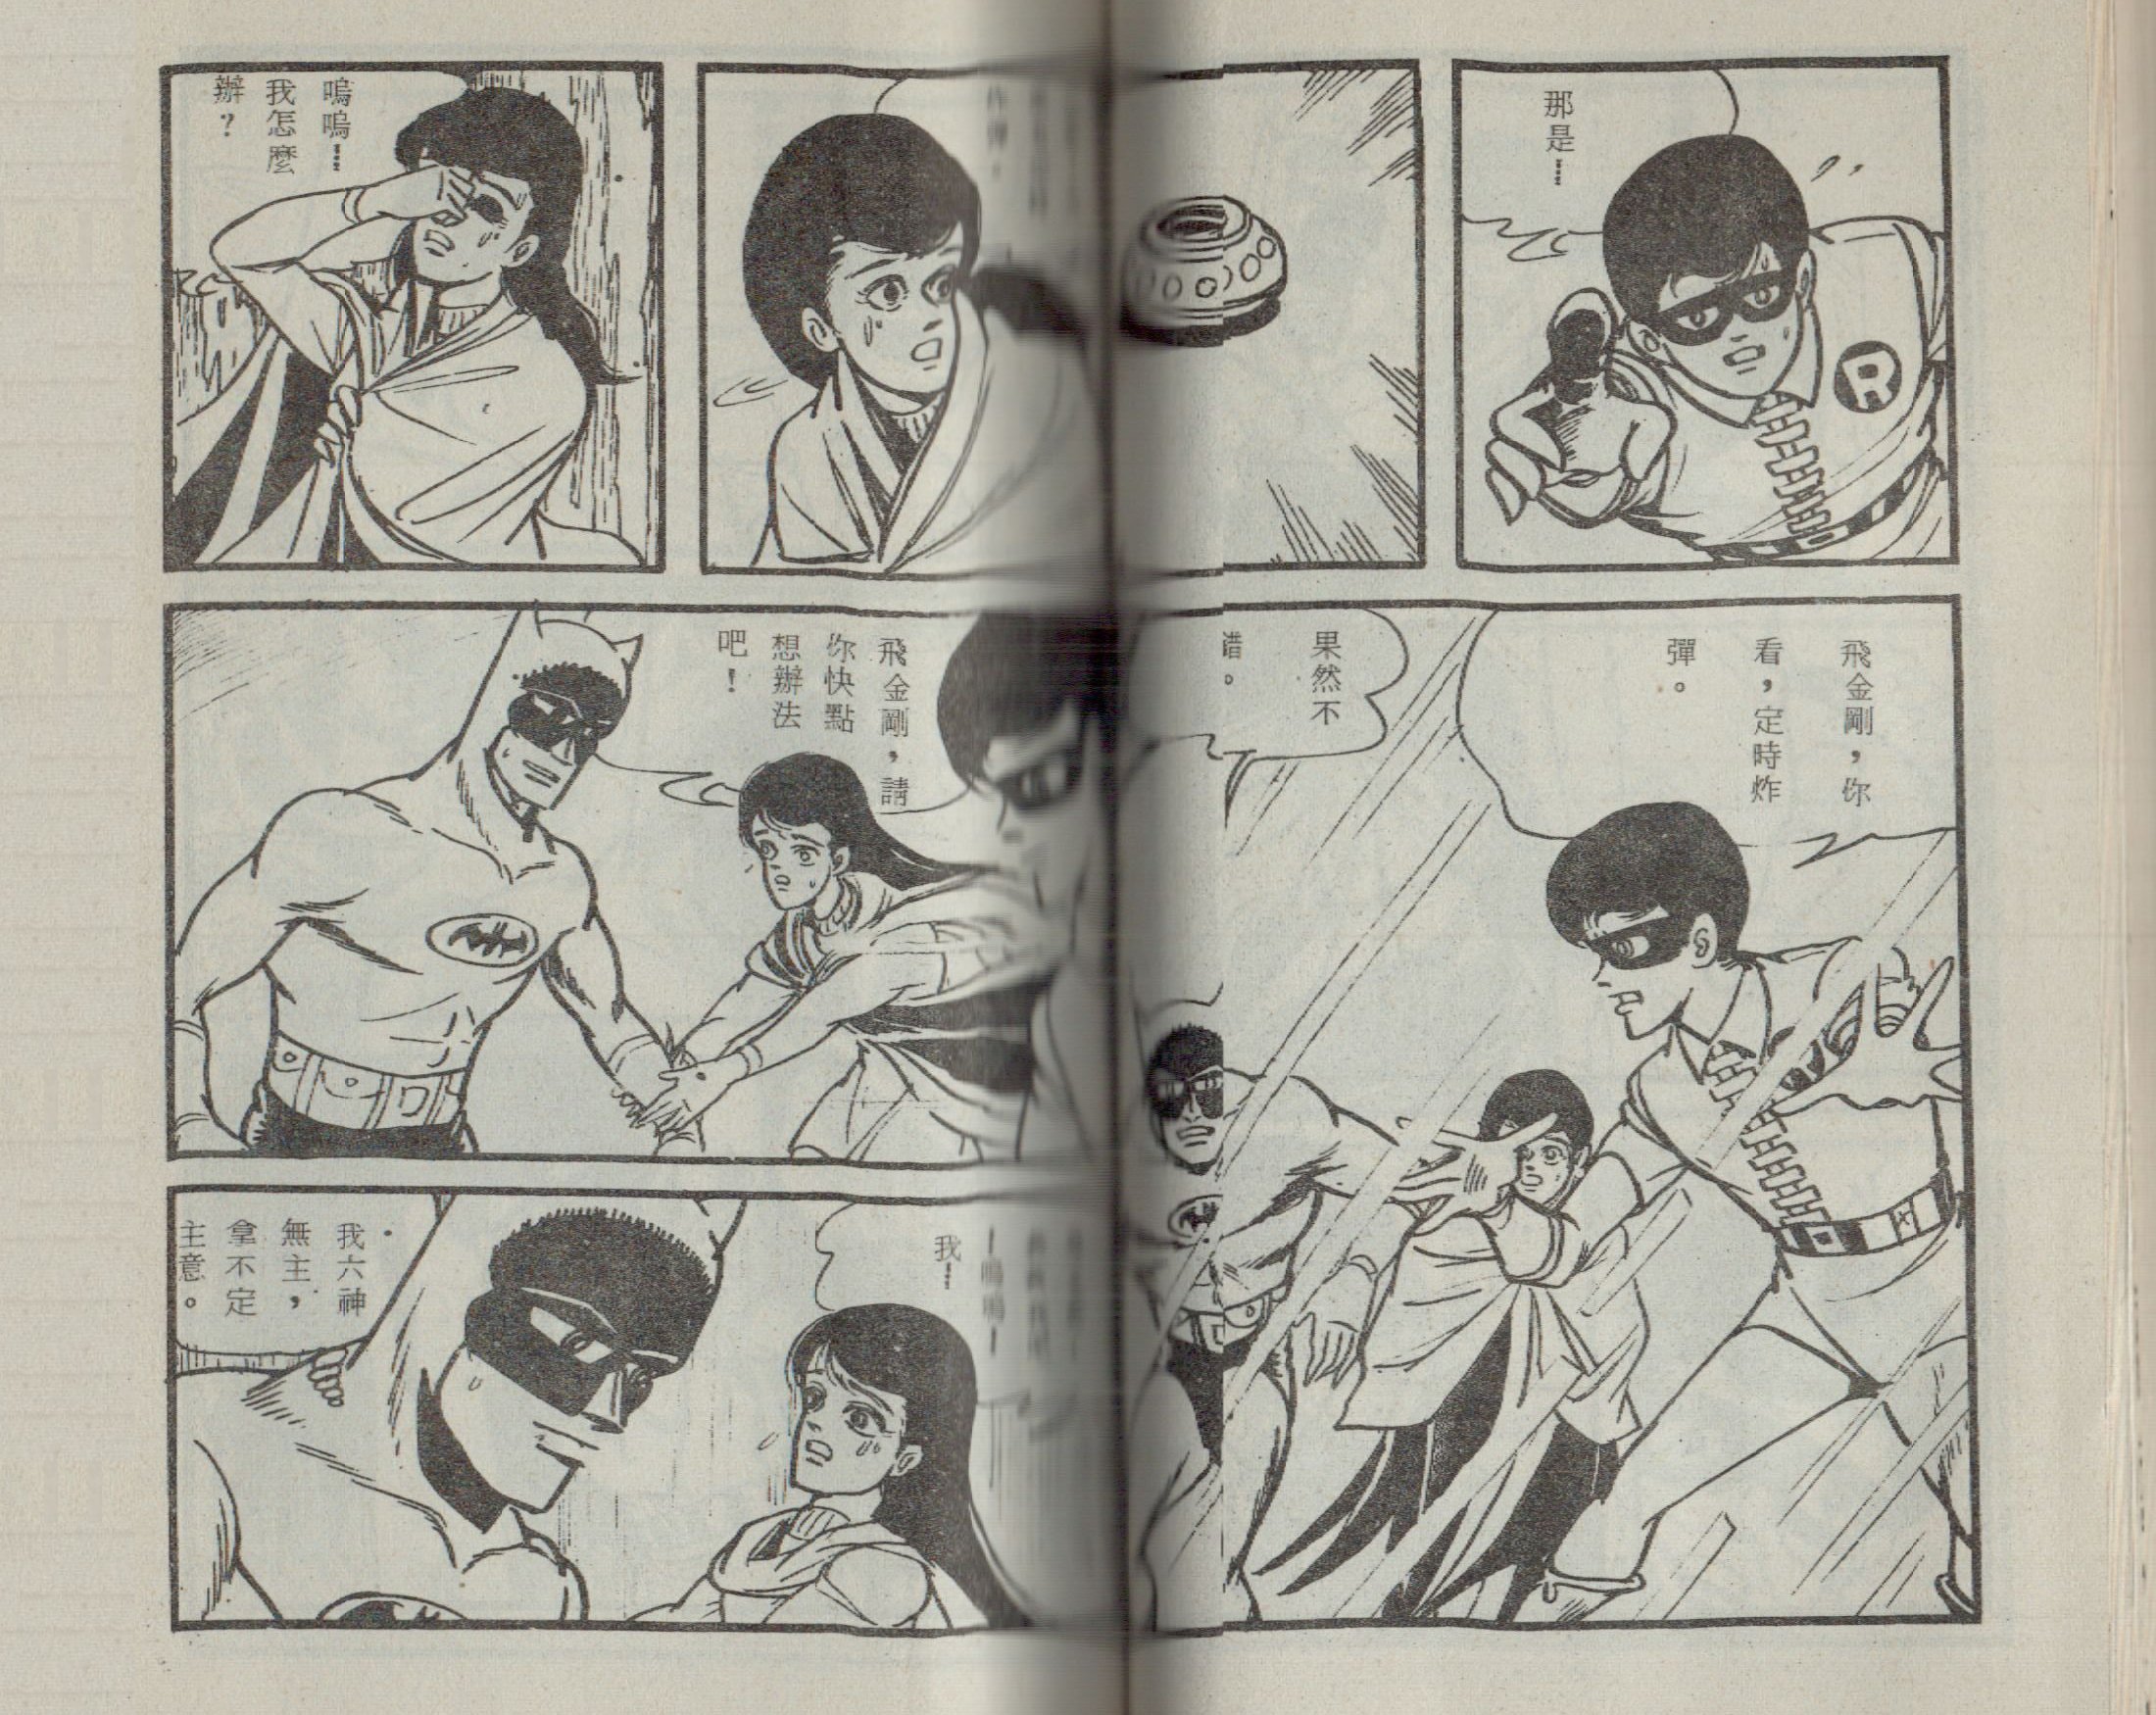 那是⋯
R
飛金剛，你
看，定時炸
彈。
果然不
錯。
嗚嗚⋯
我怎麼
辦？
飛金剛，請
你快點
想辦法
吧！
我⋯
我六神
無主，
拿不定
主意。